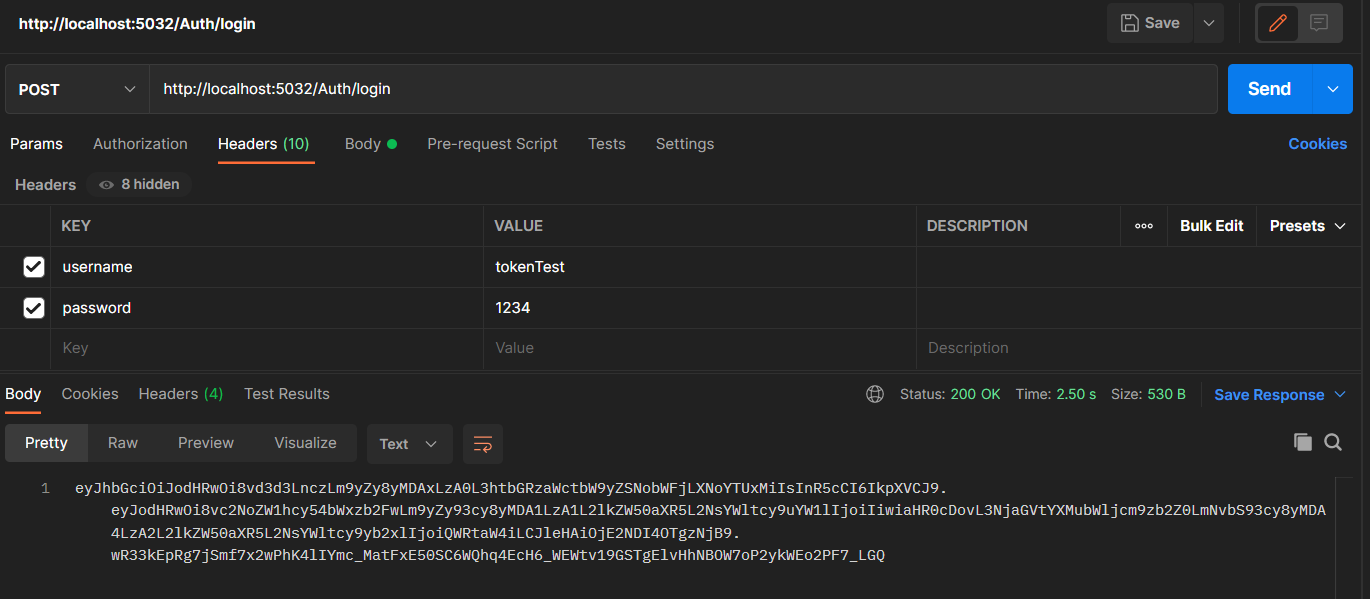 http://localhost:5032/Auth/login
Save
POST
http://localhost:5032/Auth/login
Send
Params Authorization Headers (10) Body Pre-request Script Tests Settings Cookies
Headers 8 hidden
KEY VALUE DESCRIPTION ooo Bulk Edit Presets
username tokenTest
password 1234
Key Value Description
Body Cookies Headers (4) Test Results Status: 200 OK Time: 2.50 s Size: 530 B Save Response
Pretty Raw Preview Visualize Text
1 eyJhbGciOiJodHRwOi8vd3d3LnczLm9yZy8yMDAxLzA0L3htbGRzaWctbW9yZSNobWFjLXNoYTUxMiIsInR5cCI6IkpXVCJ9.
eyJodHRwOi8vc2NoZW1hcy54bWxzb2FwLm9yZy93cy8yMDA1LzA1L2lkZW50aXR5L2NsYWltcy9uYW1lIjoiIiwiaHR0cDovL3NjaGVtYXMubWljcm9zb2Z0LmNvbS93cy8yMDA
4LzA2L2lkZW50aXR5L2NsYWltcy9yb2xlIjoiQWRtaW4iLCJleHAiOjE2NDI4OTgzNjB9.
wR33kEpRg7jSmf7x2wPhK4lIYmc_MatFxE50SC6WQhq4EcH6_WEWtv19GSTgElvHhNBOW7oP2ykWEo2PF7_LGQ